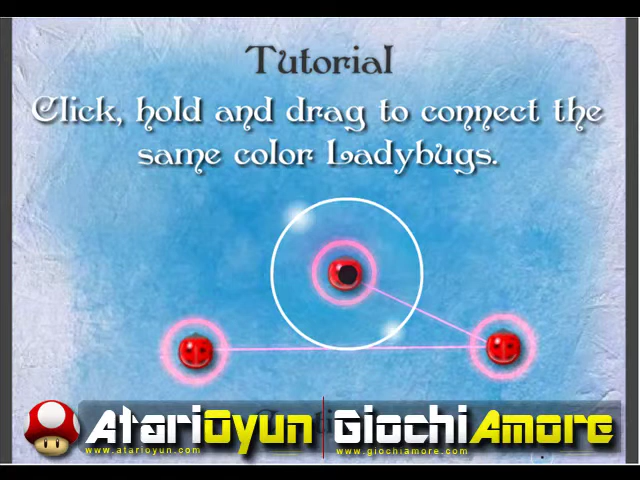 Tutorial
Click, hold and drag to connect the
same color Ladybugs.
AtariOyun GiochiAmore
www.atarioyun.com www.giochiamore.com